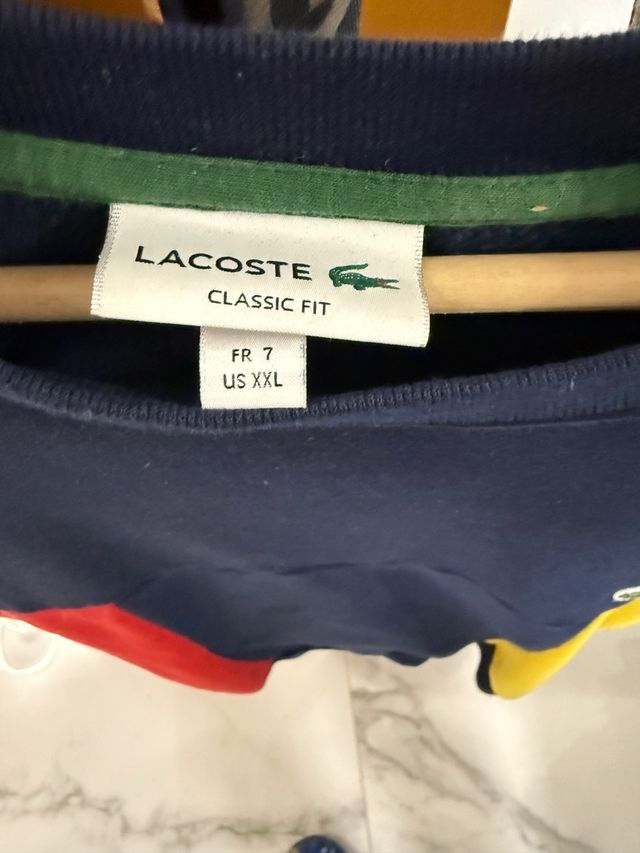 LACOSTE
CLASSIC FIT
FR 7
US XXL